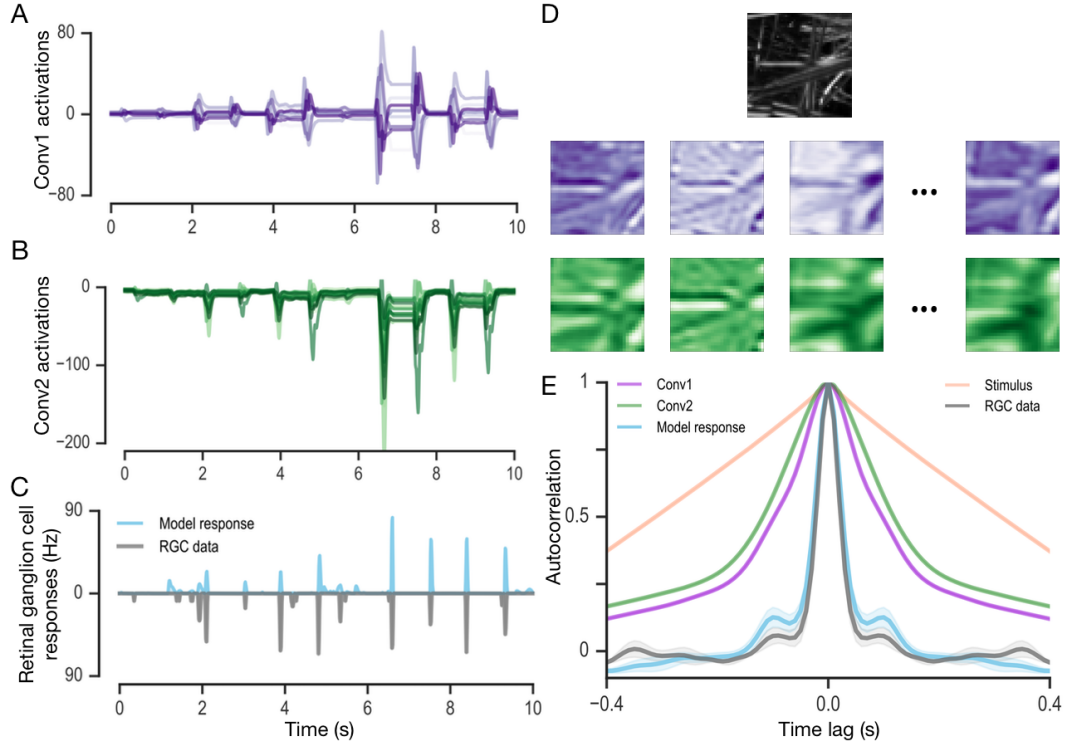 A
Conv1 activations
80
0
−80
0 2 4 6 8 10
B
Conv2 activations
0
−100
−200
0 2 4 6 8 10
C
Retinal ganglion cell
responses (Hz)
90
0
90
Model response
RGC data
0 2 4 6 8 10
Time (s)
D
•••
•••
E
Autocorrelation
1
0.5
0
Conv1
Conv2
Model response
Stimulus
RGC data
−0.4 0.0 0.4
Time lag (s)